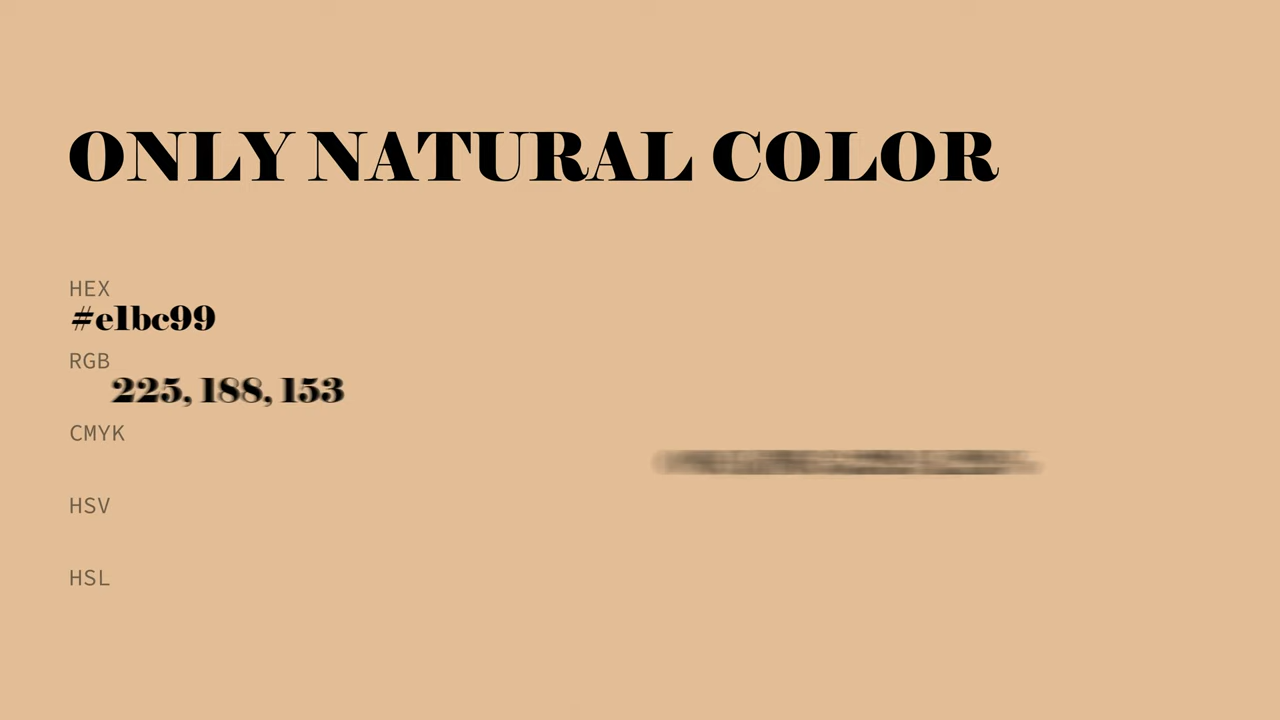 ONLY NATURAL COLOR
HEX
#e1bc99
RGB
225, 188, 153
CMYK
HSV
HSL